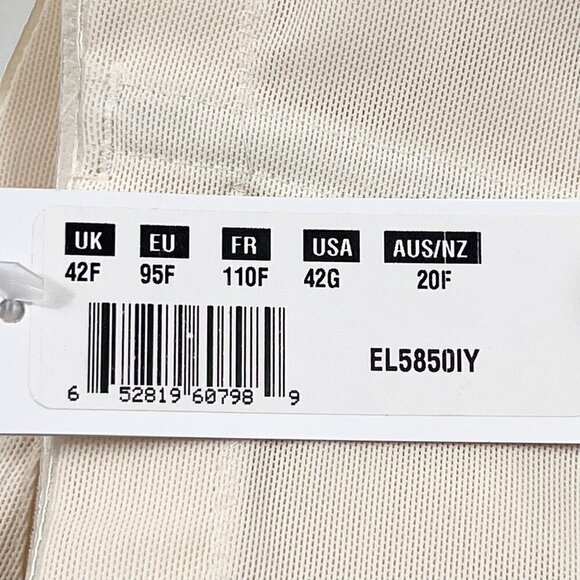 UK EU FR USA AUS/NZ
42F 95F 110F 42G 20F
EL5850IY
6 52819 60798 9